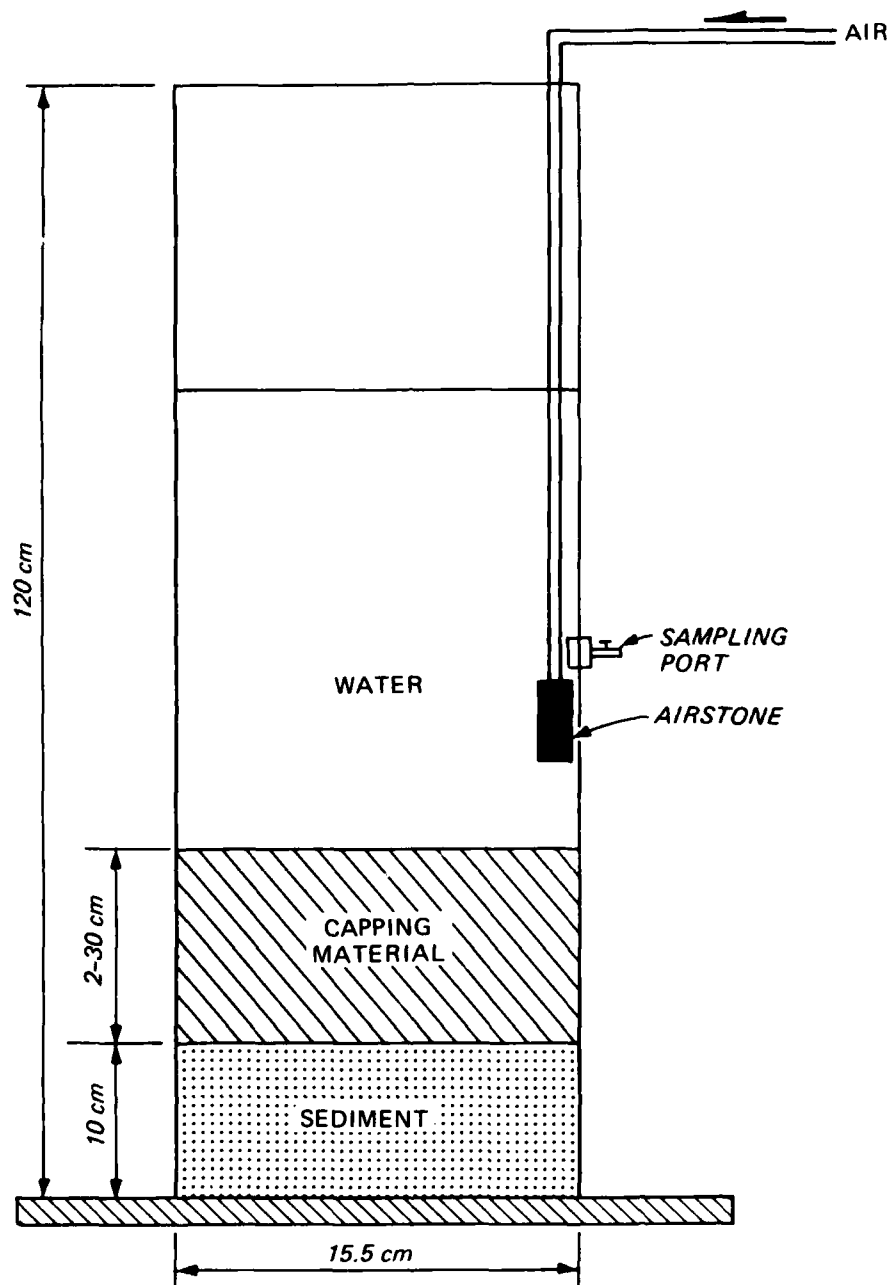 AIR
120 cm
SAMPLING
PORT
WATER
AIRSTONE
2-30 cm
CAPPING
MATERIAL
10 cm
SEDIMENT
15.5 cm